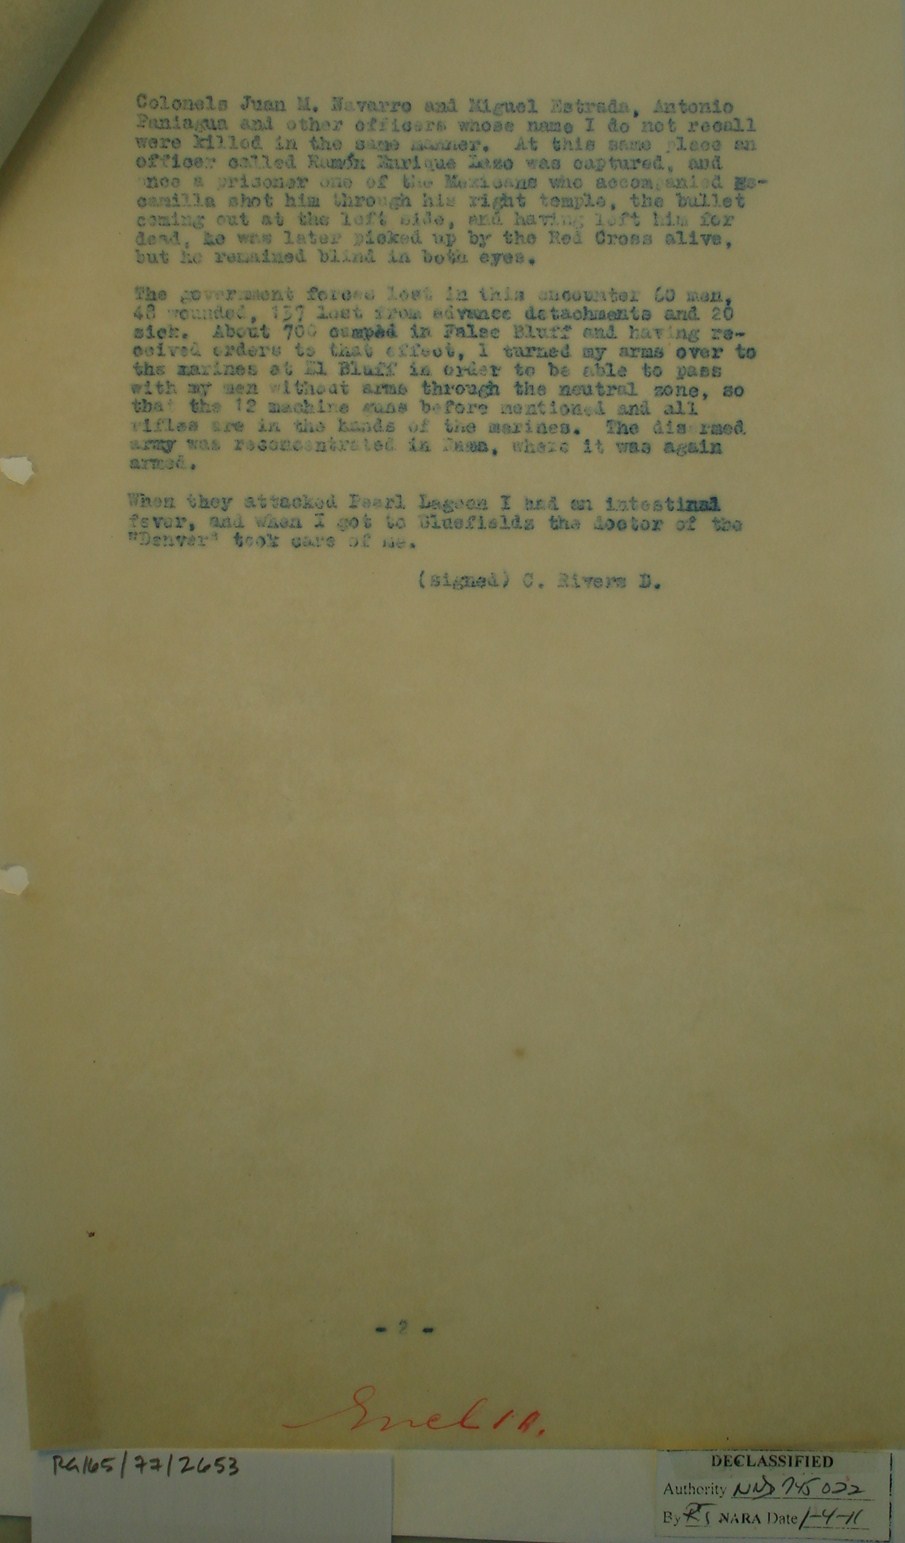 Colonels Juan M. Navarro and Miguel Estrada, Antonio
Paniagua and other officers whose name I do not recall
were killed in the same manner. At this same place an
officer called Ramón Enrique Laso was captured, and
once a prisoner one of the Mexicans who accompanied Es-
camilla shot him through his right temple, the bullet
coming out at the left side, and having left him for
dead, he was later picked up by the Red Cross alive,
but he remained blind in both eyes.
The government forces lost in this encounter 60 men,
48 wounded, 137 lost from advance detachments and 20
sick. About 700 camped in False Bluff and having re-
ceived orders to that effect, I turned my arms over to
the marines at El Bluff in order to be able to pass
with my men without arms through the neutral zone, so
that the 12 machine guns before mentioned and all
rifles are in the hands of the marines. The disarmed
army was reconcentrated in Rama, where it was again
armed.
When they attacked Pearl Lagoon I had an intestinal
fever, and when I got to Bluefields the doctor of the
"Denver" took care of me.
(signed) C. Rivers D.
- 2 -
Encl 1A.
RG165/77/2653
DECLASSIFIED
Authority NND 745022
By RJ NARA Date 1-4-11